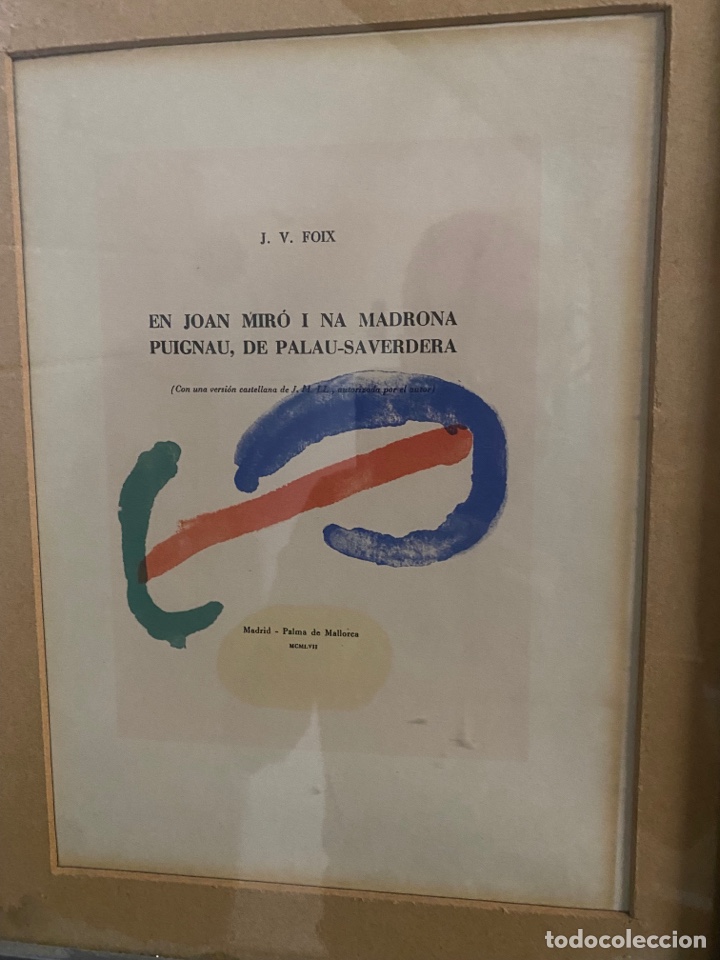 J. V. FOIX
EN JOAN MIRÓ I NA MADRONA
PUIGNAU, DE PALAU-SAVERDERA
(Con una versión castellana de J. M. LL., autorizada por el autor)
Madrid - Palma de Mallorca
MCMLVII
todocoleccion